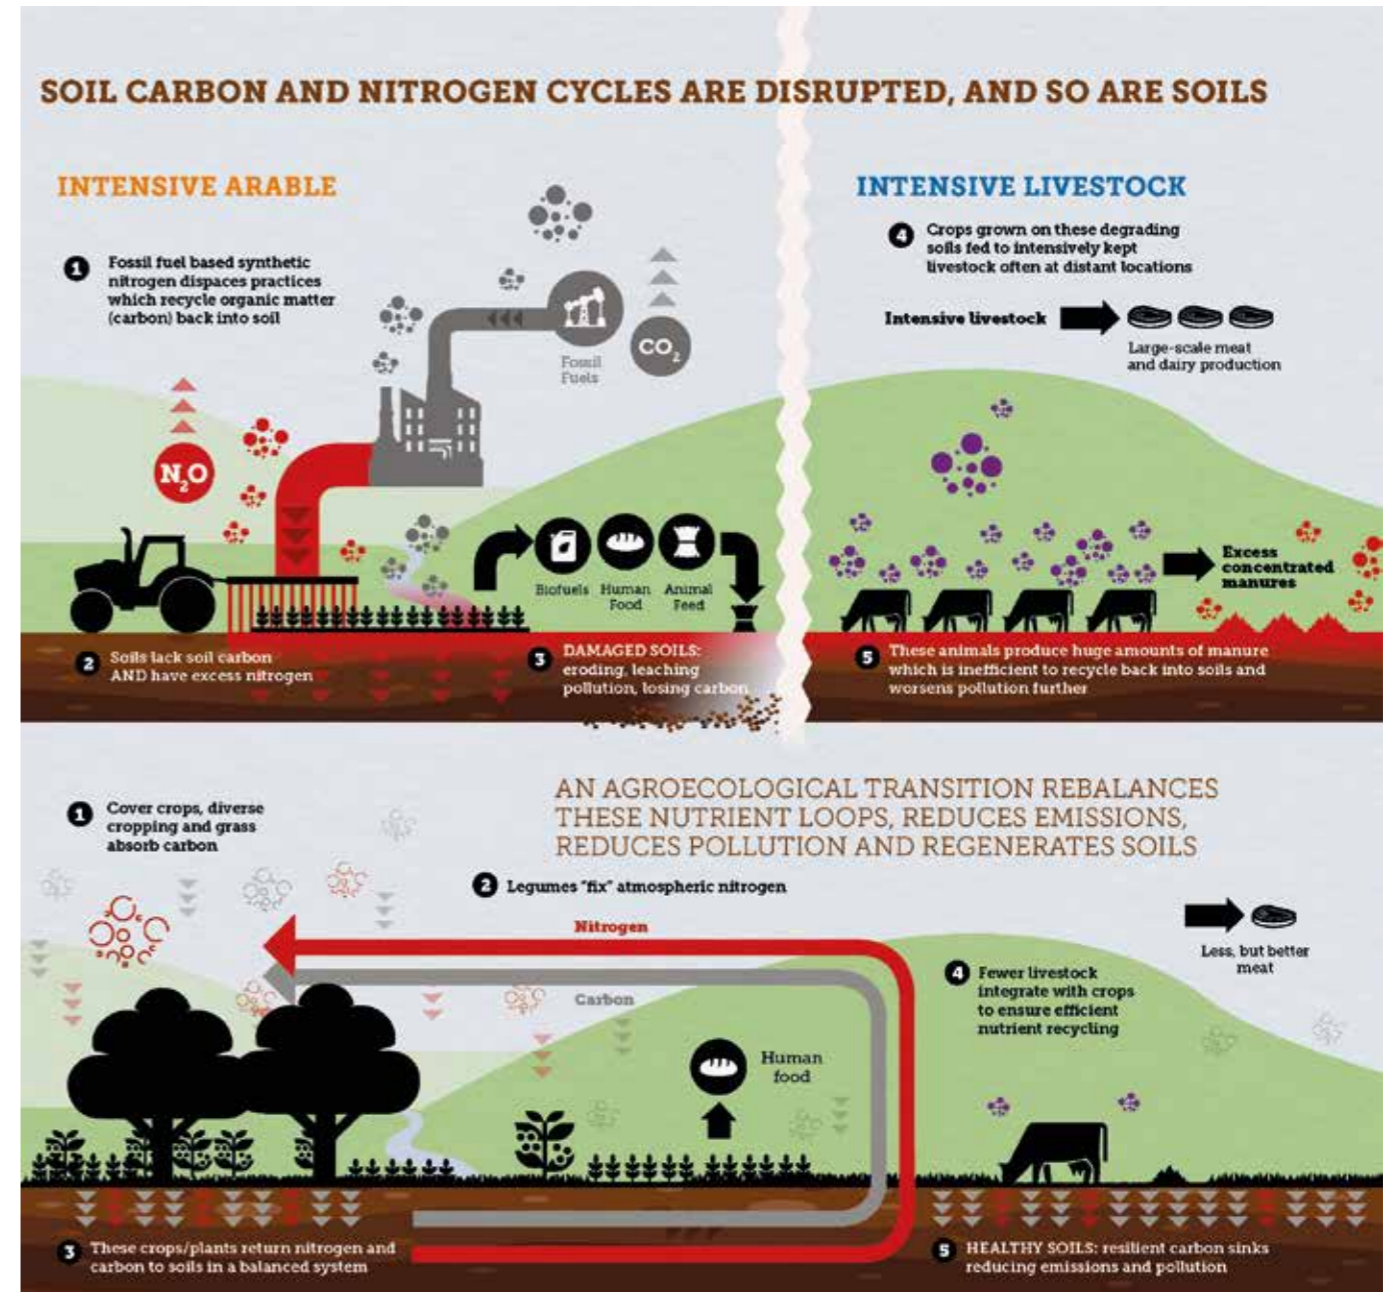 SOIL CARBON AND NITROGEN CYCLES ARE DISRUPTED, AND SO ARE SOILS
INTENSIVE ARABLE
1 Fossil fuel based synthetic
nitrogen dispaces practices
which recycle organic matter
(carbon) back into soil
Fossil
Fuels
CO2
N2O
Biofuels
Human
Food
Animal
Feed
2 Soils lack soil carbon
AND have excess nitrogen
3 DAMAGED SOILS:
eroding, leaching
pollution, losing carbon
INTENSIVE LIVESTOCK
4 Crops grown on these degrading
soils fed to intensively kept
livestock often at distant locations
Intensive livestock
Large-scale meat
and dairy production
Excess
concentrated
manures
5 These animals produce huge amounts of manure
which is inefficient to recycle back into soils and
worsens pollution further
AN AGROECOLOGICAL TRANSITION REBALANCES
THESE NUTRIENT LOOPS, REDUCES EMISSIONS,
REDUCES POLLUTION AND REGENERATES SOILS
1 Cover crops, diverse
cropping and grass
absorb carbon
2 Legumes "fix" atmospheric nitrogen
Nitrogen
Carbon
Human
food
Less, but better
meat
4 Fewer livestock
integrate with crops
to ensure efficient
nutrient recycling
3 These crops/plants return nitrogen and
carbon to soils in a balanced system
5 HEALTHY SOILS: resilient carbon sinks
reducing emissions and pollution